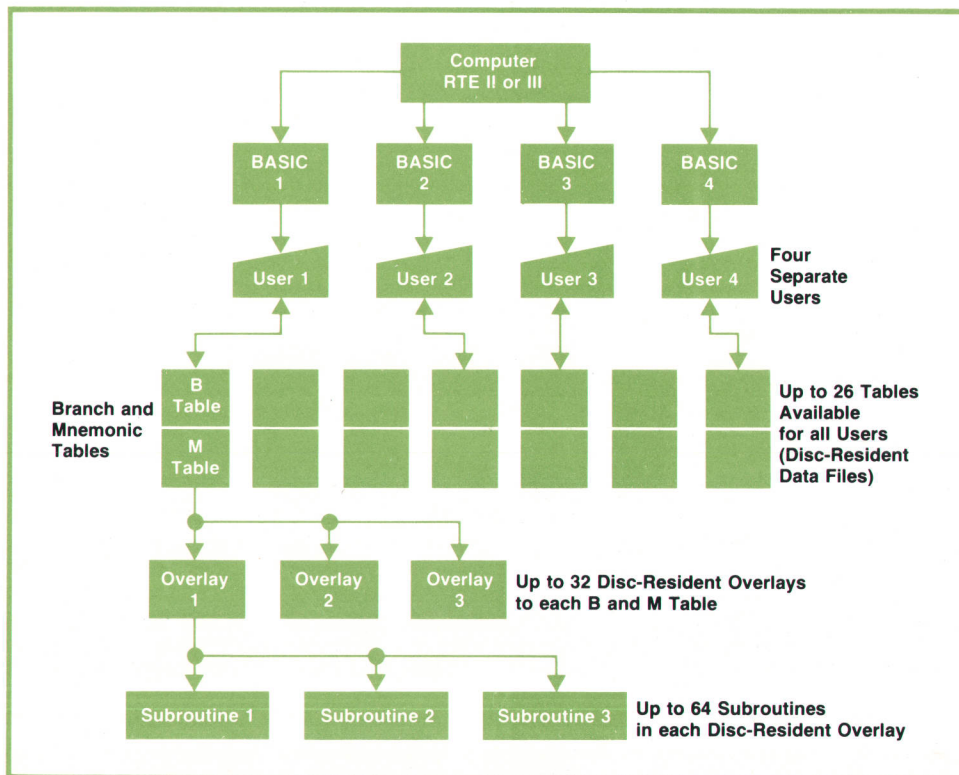 Computer
RTE II or III
BASIC
1
BASIC
2
BASIC
3
BASIC
4
User 1
User 2
User 3
User 4
Four
Separate
Users
Branch and
Mnemonic
Tables
B
Table
M
Table
Up to 26 Tables
Available
for all Users
(Disc-Resident
Data Files)
Overlay
1
Overlay
2
Overlay
3
Up to 32 Disc-Resident Overlays
to each B and M Table
Subroutine 1
Subroutine 2
Subroutine 3
Up to 64 Subroutines
in each Disc-Resident Overlay